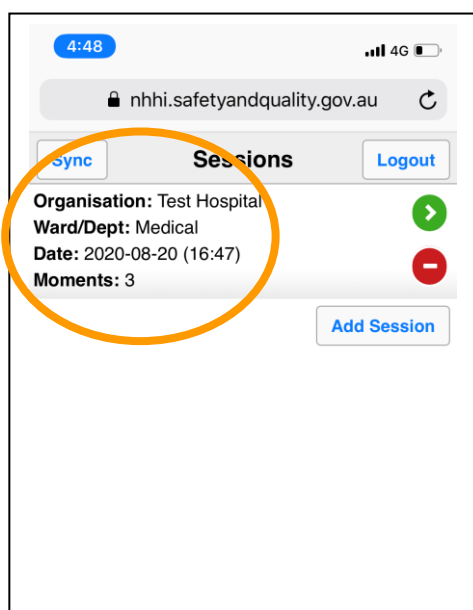 4:48 4G
nhhi.safetyandquality.gov.au
Sync Sessions Logout
Organisation: Test Hospital
Ward/Dept: Medical
Date: 2020-08-20 (16:47)
Moments: 3
Add Session